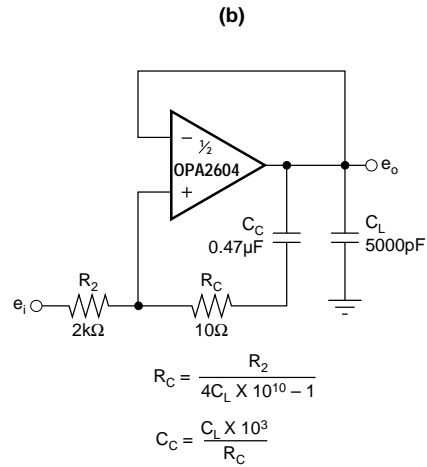 (b)
−
½
OPA2604
+
e_o
C_C
0.47µF
C_L
5000pF
e_i
R_2
2kΩ
R_C
10Ω
R_C = R_2 / (4C_L X 10^10 – 1)
C_C = (C_L X 10^3) / R_C